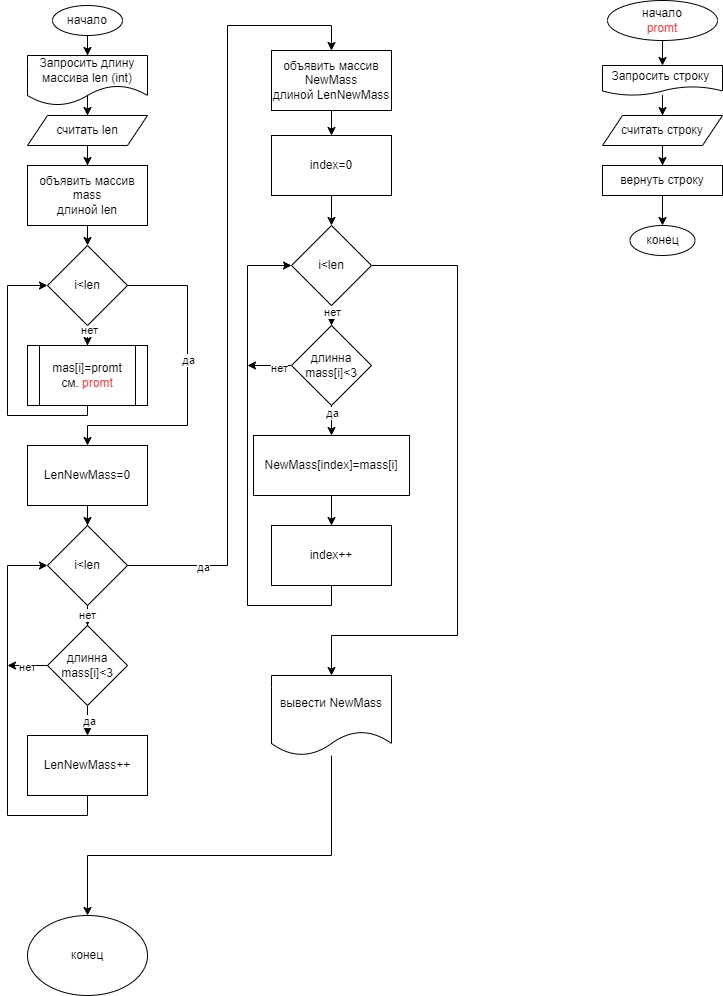 начало
Запросить длину
массива len (int)
считать len
объявить массив
mass
длиной len
i<len
нет
да
mas[i]=promt
см. promt
LenNewMass=0
i<len
да
нет
длинна
mass[i]<3
нет
да
LenNewMass++
объявить массив
NewMass
длиной LenNewMass
index=0
i<len
нет
длинна
mass[i]<3
нет
да
NewMass[index]=mass[i]
index++
вывести NewMass
конец
начало
promt
Запросить строку
считать строку
вернуть строку
конец